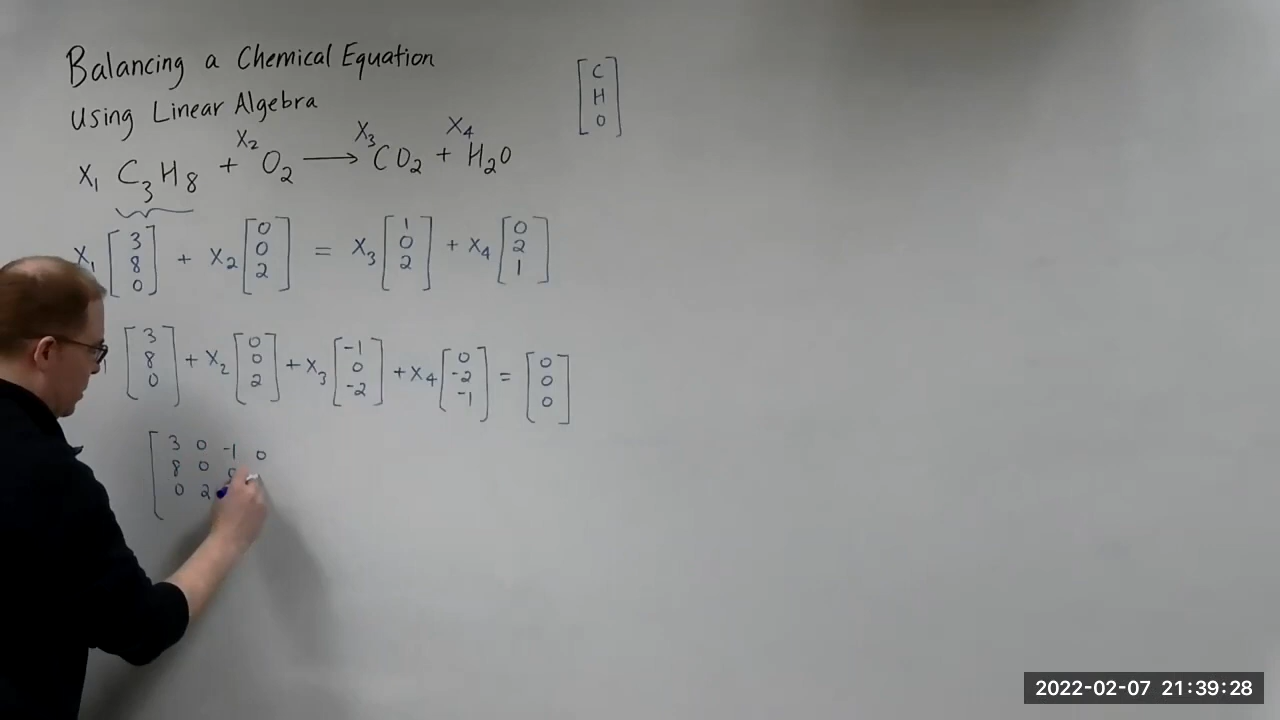 Balancing a Chemical Equation
using Linear Algebra
[C H O]
X₁ C₃H₈ + X₂ O₂ ⟶ X₃ CO₂ + X₄ H₂O
X₁ [3 8 0] + X₂ [0 0 2] = X₃ [1 0 2] + X₄ [0 2 1]
[3 8 0] + X₂ [0 0 2] + X₃ [-1 0 -2] + X₄ [0 -2 -1] = [0 0 0]
[3 0 -1 0
8 0 0
0 2
2022-02-07 21:39:28